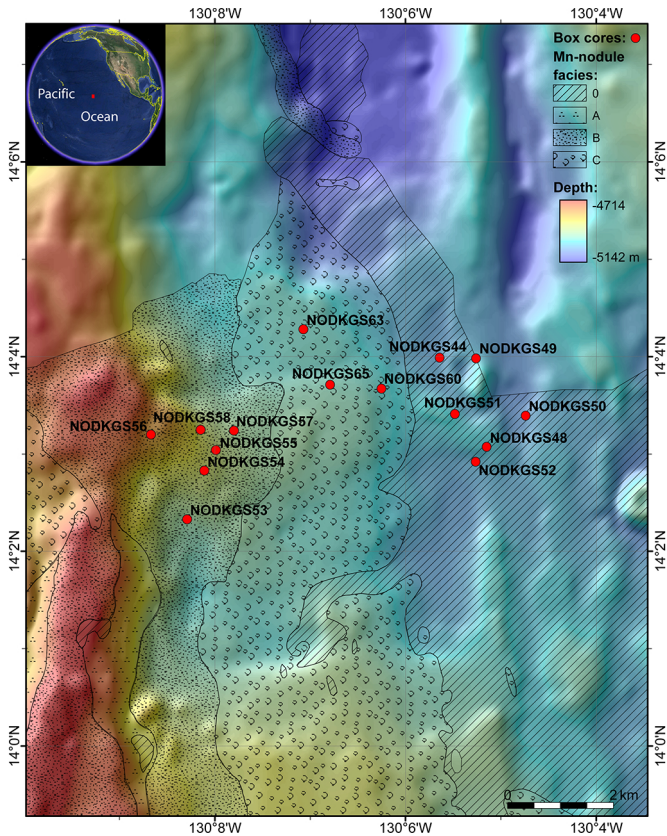 130°8'W
130°6'W
130°4'W
Pacific
Ocean
Box cores:
Mn-nodule
facies:
0
A
B
C
Depth:
-4714
-5142 m
14°6'N
14°6'N
NODKGS63
NODKGS44
NODKGS49
14°4'N
14°4'N
NODKGS65
NODKGS60
NODKGS51
NODKGS50
NODKGS56
NODKGS58
NODKGS57
NODKGS55
NODKGS48
NODKGS54
NODKGS52
NODKGS53
14°2'N
14°2'N
14°0'N
14°0'N
0
2 km
130°8'W
130°6'W
130°4'W